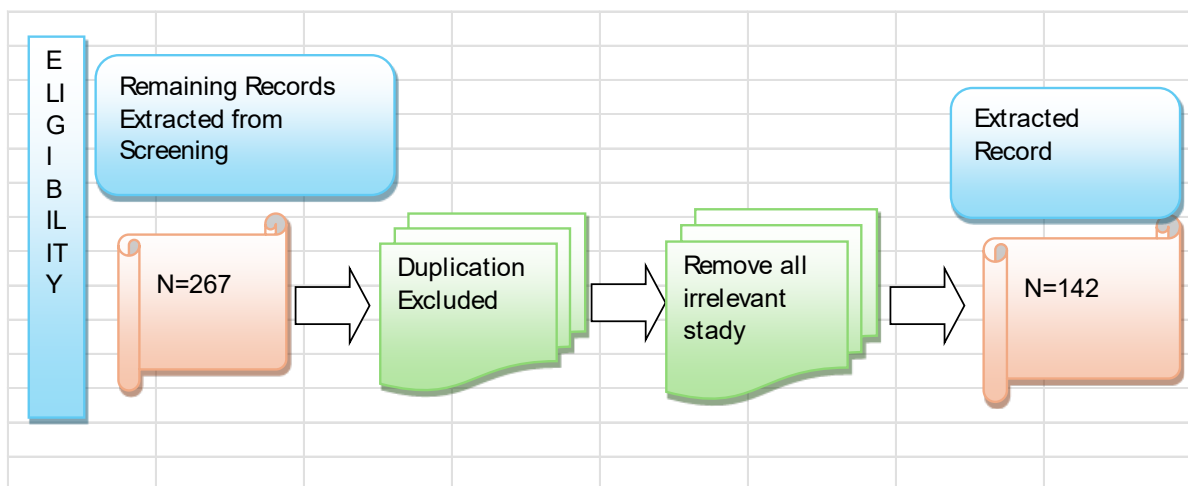 E
LI
G
I
B
IL
IT
Y
Remaining Records
Extracted from
Screening
N=267
Duplication
Excluded
Remove all
irrelevant
stady
Extracted
Record
N=142